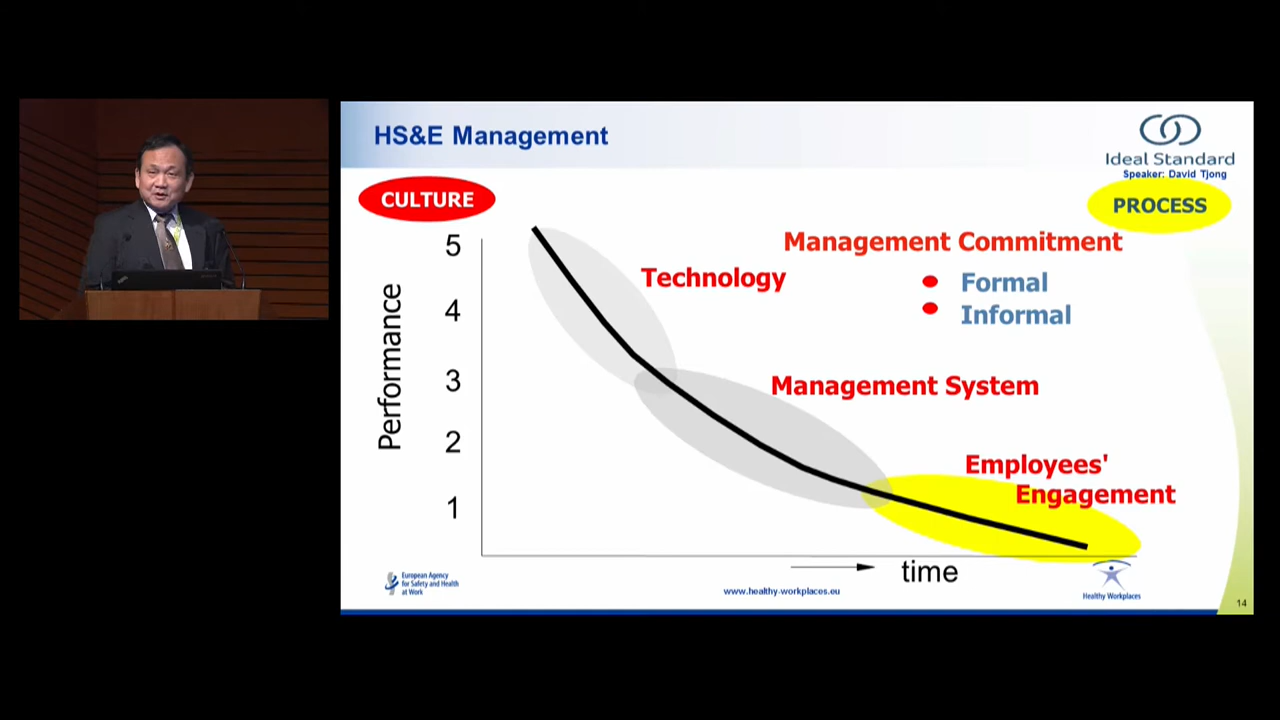 HS&E Management
Ideal Standard
Speaker: David Tjong
CULTURE
PROCESS
Management Commitment
Technology
• Formal
• Informal
Performance
5
4
3
2
1
Management System
Employees'
Engagement
time
European Agency
for Safety and Health
at Work
www.healthy-workplaces.eu
Healthy Workplaces
14